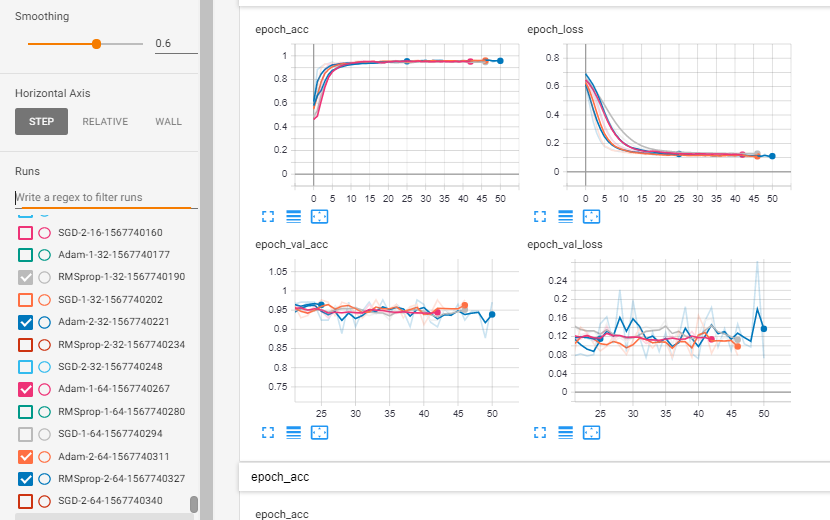 Smoothing
0.6
Horizontal Axis
STEP RELATIVE WALL
Runs
Write a regex to filter runs
SGD-2-16-1567740160
Adam-1-32-1567740177
RMSprop-1-32-1567740190
SGD-1-32-1567740202
Adam-2-32-1567740221
RMSprop-2-32-1567740234
SGD-2-32-1567740248
Adam-1-64-1567740267
RMSprop-1-64-1567740280
SGD-1-64-1567740294
Adam-2-64-1567740311
RMSprop-2-64-1567740327
SGD-2-64-1567740340
epoch_acc
1
0.8
0.6
0.4
0.2
0
0 5 10 15 20 25 30 35 40 45 50
epoch_loss
0.8
0.6
0.4
0.2
0
0 5 10 15 20 25 30 35 40 45 50
epoch_val_acc
1.05
1
0.95
0.9
0.85
0.8
0.75
25 30 35 40 45 50
epoch_val_loss
0.24
0.2
0.16
0.12
0.08
0.04
0
25 30 35 40 45 50
epoch_acc
epoch_acc